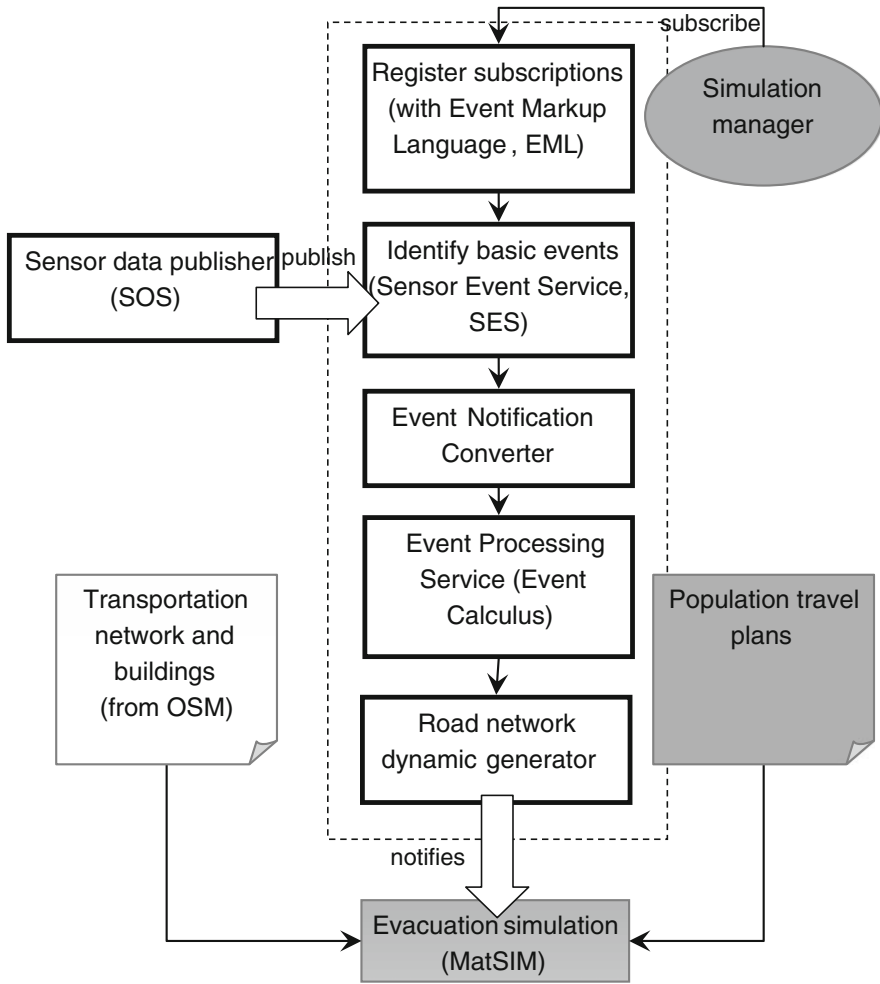 subscribe
Register subscriptions
(with Event Markup
Language , EML)
Simulation
manager
Sensor data publisher
(SOS)
publish
Identify basic events
(Sensor Event Service,
SES)
Event Notification
Converter
Event Processing
Service (Event
Calculus)
Transportation
network and
buildings
(from OSM)
Population travel
plans
Road network
dynamic generator
notifies
Evacuation simulation
(MatSIM)